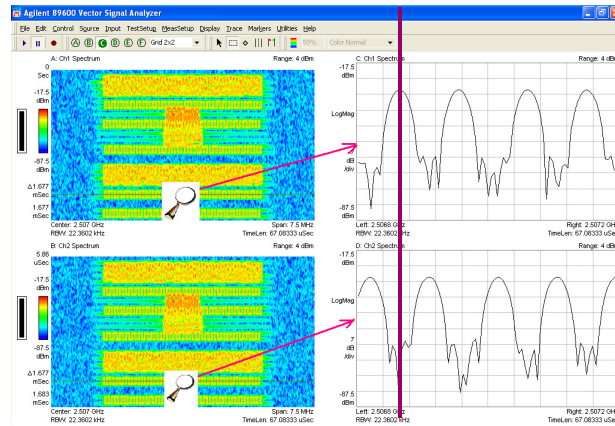 Agilent 89600 Vector Signal Analyzer
File Edit Control Source Input TestSetup MeasSetup Display Trace Markers Utilities Help
A B C D E F Grid 2x2 50% Color Normal
A: Ch1 Spectrum Range: 4 dBm
0
Sec
-17.5
dBm
-87.5
dBm
Δ1.677
mSec
1.677
mSec
Center: 2.507 GHz Span: 7.5 MHz
RBW: 22.3602 kHz TimeLen: 67.08333 uSec
C: Ch1 Spectrum Range: 4 dBm
-17.5
dBm
LogMag
7
dB
/div
-87.5
dBm
Left: 2.5068 GHz Right: 2.5072 GHz
RBW: 22.3602 kHz TimeLen: 67.08333 uSec
B: Ch2 Spectrum Range: 4 dBm
5.86
uSec
-17.5
dBm
-87.5
dBm
Δ1.677
mSec
1.683
mSec
Center: 2.507 GHz Span: 7.5 MHz
RBW: 22.3602 kHz TimeLen: 67.08333 uSec
D: Ch2 Spectrum Range: 4 dBm
-17.5
dBm
LogMag
7
dB
/div
-87.5
dBm
Left: 2.5068 GHz Right: 2.5072 GHz
RBW: 22.3602 kHz TimeLen: 67.08333 uSec